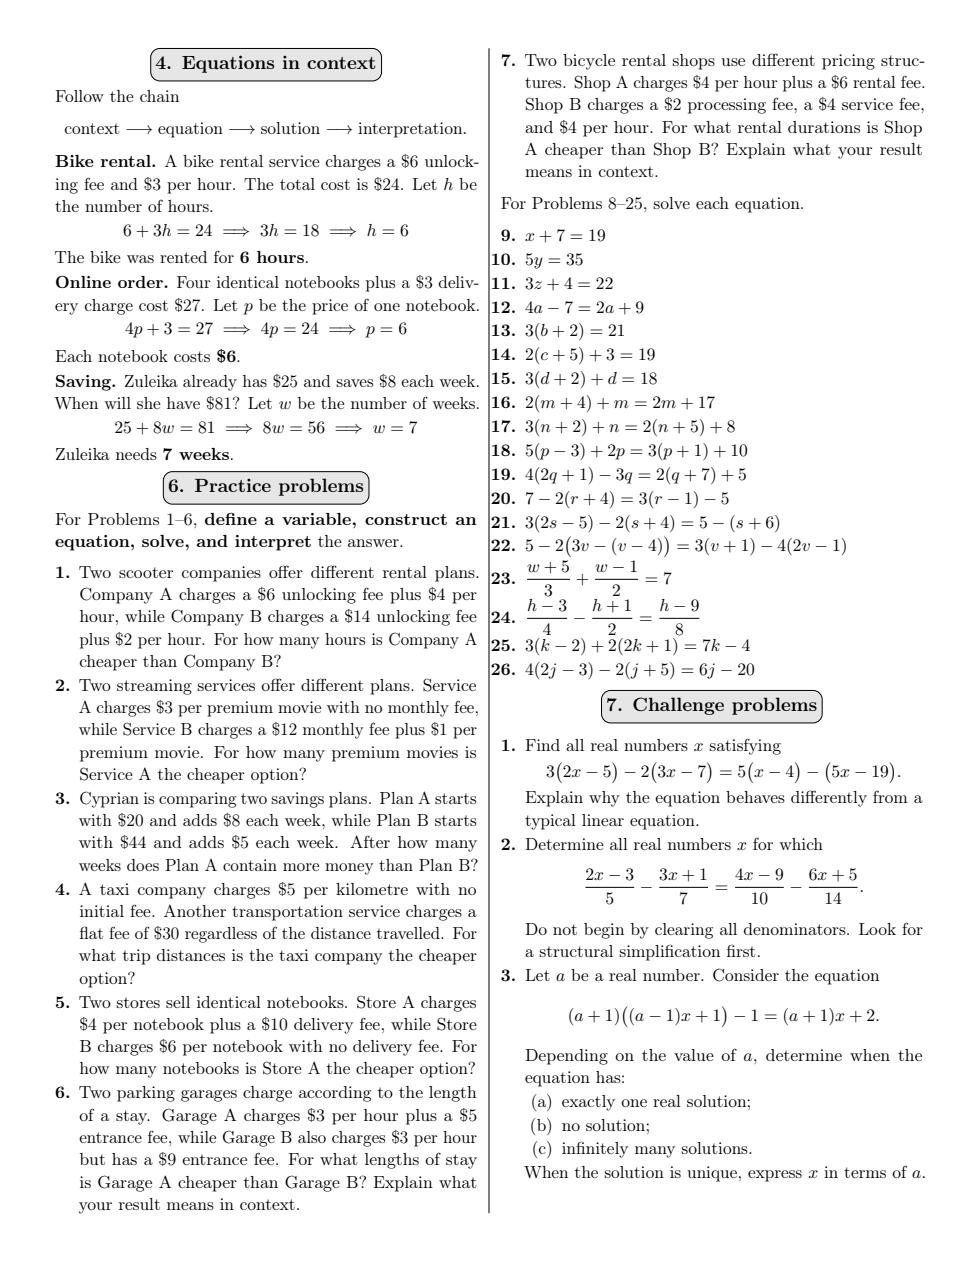 4. Equations in context
Follow the chain
context ⟶ equation ⟶ solution ⟶ interpretation.
Bike rental. A bike rental service charges a $6 unlock-
ing fee and $3 per hour. The total cost is $24. Let h be
the number of hours.
6 + 3h = 24 ⟹ 3h = 18 ⟹ h = 6
The bike was rented for 6 hours.
Online order. Four identical notebooks plus a $3 deliv-
ery charge cost $27. Let p be the price of one notebook.
4p + 3 = 27 ⟹ 4p = 24 ⟹ p = 6
Each notebook costs $6.
Saving. Zuleika already has $25 and saves $8 each week.
When will she have $81? Let w be the number of weeks.
25 + 8w = 81 ⟹ 8w = 56 ⟹ w = 7
Zuleika needs 7 weeks.
6. Practice problems
For Problems 1–6, define a variable, construct an
equation, solve, and interpret the answer.
1. Two scooter companies offer different rental plans.
Company A charges a $6 unlocking fee plus $4 per
hour, while Company B charges a $14 unlocking fee
plus $2 per hour. For how many hours is Company A
cheaper than Company B?
2. Two streaming services offer different plans. Service
A charges $3 per premium movie with no monthly fee,
while Service B charges a $12 monthly fee plus $1 per
premium movie. For how many premium movies is
Service A the cheaper option?
3. Cyprian is comparing two savings plans. Plan A starts
with $20 and adds $8 each week, while Plan B starts
with $44 and adds $5 each week. After how many
weeks does Plan A contain more money than Plan B?
4. A taxi company charges $5 per kilometre with no
initial fee. Another transportation service charges a
flat fee of $30 regardless of the distance travelled. For
what trip distances is the taxi company the cheaper
option?
5. Two stores sell identical notebooks. Store A charges
$4 per notebook plus a $10 delivery fee, while Store
B charges $6 per notebook with no delivery fee. For
how many notebooks is Store A the cheaper option?
6. Two parking garages charge according to the length
of a stay. Garage A charges $3 per hour plus a $5
entrance fee, while Garage B also charges $3 per hour
but has a $9 entrance fee. For what lengths of stay
is Garage A cheaper than Garage B? Explain what
your result means in context.
7. Two bicycle rental shops use different pricing struc-
tures. Shop A charges $4 per hour plus a $6 rental fee.
Shop B charges a $2 processing fee, a $4 service fee,
and $4 per hour. For what rental durations is Shop
A cheaper than Shop B? Explain what your result
means in context.
For Problems 8–25, solve each equation.
9. x + 7 = 19
10. 5y = 35
11. 3z + 4 = 22
12. 4a − 7 = 2a + 9
13. 3(b + 2) = 21
14. 2(c + 5) + 3 = 19
15. 3(d + 2) + d = 18
16. 2(m + 4) + m = 2m + 17
17. 3(n + 2) + n = 2(n + 5) + 8
18. 5(p − 3) + 2p = 3(p + 1) + 10
19. 4(2q + 1) − 3q = 2(q + 7) + 5
20. 7 − 2(r + 4) = 3(r − 1) − 5
21. 3(2s − 5) − 2(s + 4) = 5 − (s + 6)
22. 5 − 2(3v − (v − 4)) = 3(v + 1) − 4(2v − 1)
23. (w + 5)/3 + (w − 1)/2 = 7
24. (h − 3)/4 − (h + 1)/2 = (h − 9)/8
25. 3(k − 2) + 2(2k + 1) = 7k − 4
26. 4(2j − 3) − 2(j + 5) = 6j − 20
7. Challenge problems
1. Find all real numbers x satisfying
3(2x − 5) − 2(3x − 7) = 5(x − 4) − (5x − 19).
Explain why the equation behaves differently from a
typical linear equation.
2. Determine all real numbers x for which
(2x − 3)/5 − (3x + 1)/7 = (4x − 9)/10 − (6x + 5)/14.
Do not begin by clearing all denominators. Look for
a structural simplification first.
3. Let a be a real number. Consider the equation
(a + 1)((a − 1)x + 1) − 1 = (a + 1)x + 2.
Depending on the value of a, determine when the
equation has:
(a) exactly one real solution;
(b) no solution;
(c) infinitely many solutions.
When the solution is unique, express x in terms of a.